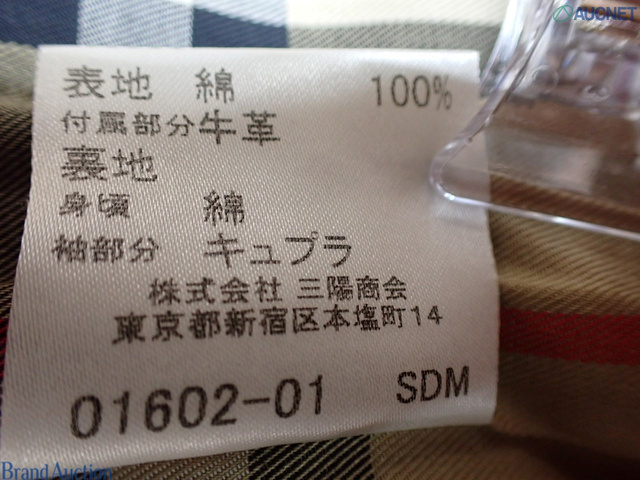 AUCNET
表地 綿 100%
付属部分牛革
裏地
身頃 綿
袖部分 キュプラ
株式会社 三陽商会
東京都新宿区本塩町14
01602-01 SDM
Brand Auction